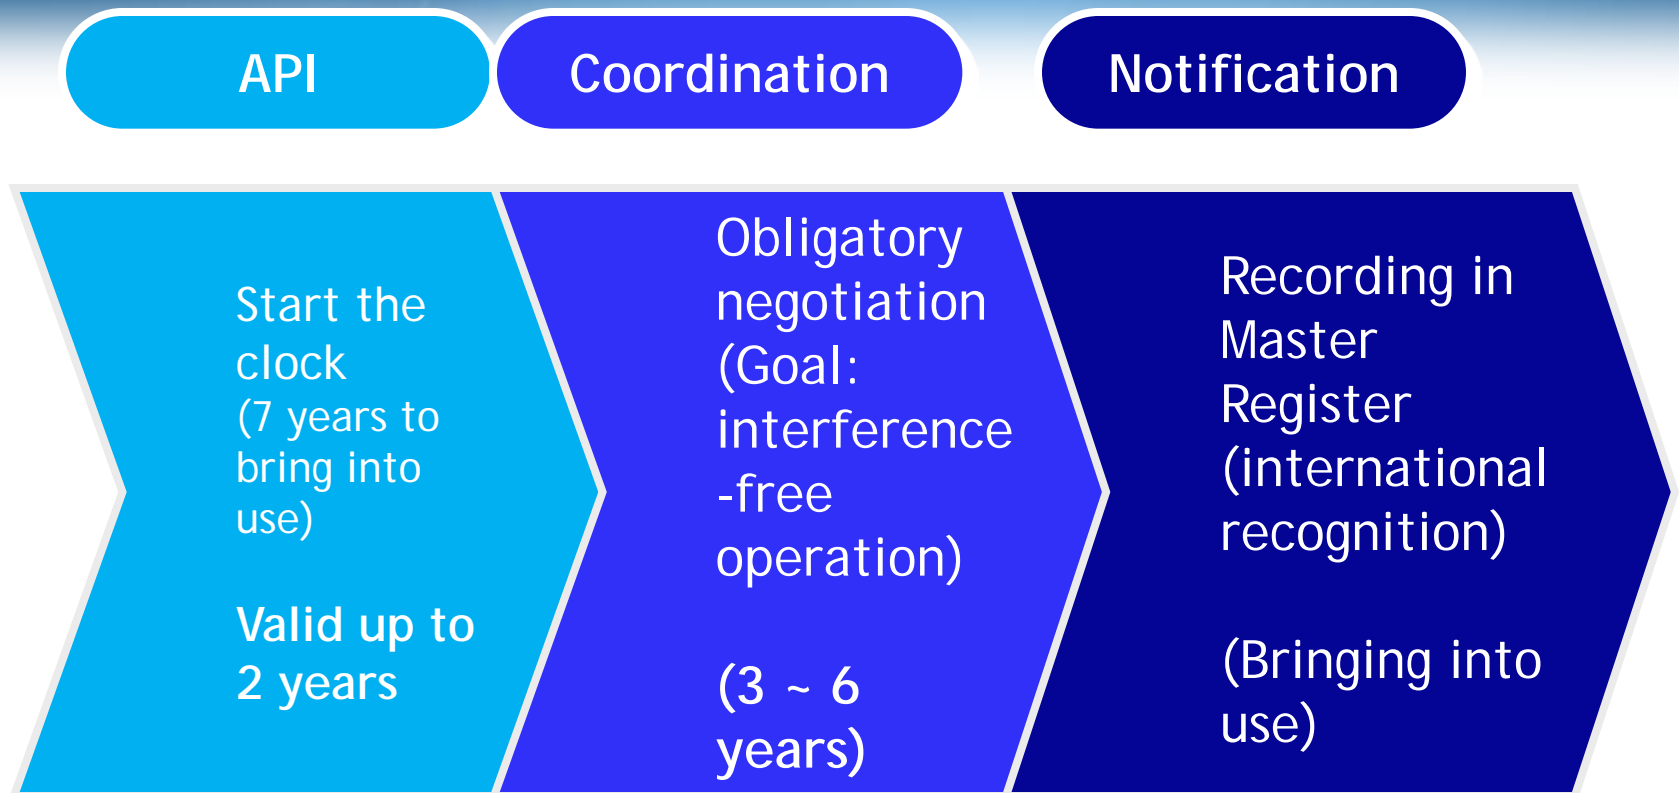 API
Coordination
Notification
Start the
clock
(7 years to
bring into
use)
Valid up to
2 years
Obligatory
negotiation
(Goal:
interference
-free
operation)
(3 ~ 6
years)
Recording in
Master
Register
(international
recognition)
(Bringing into
use)